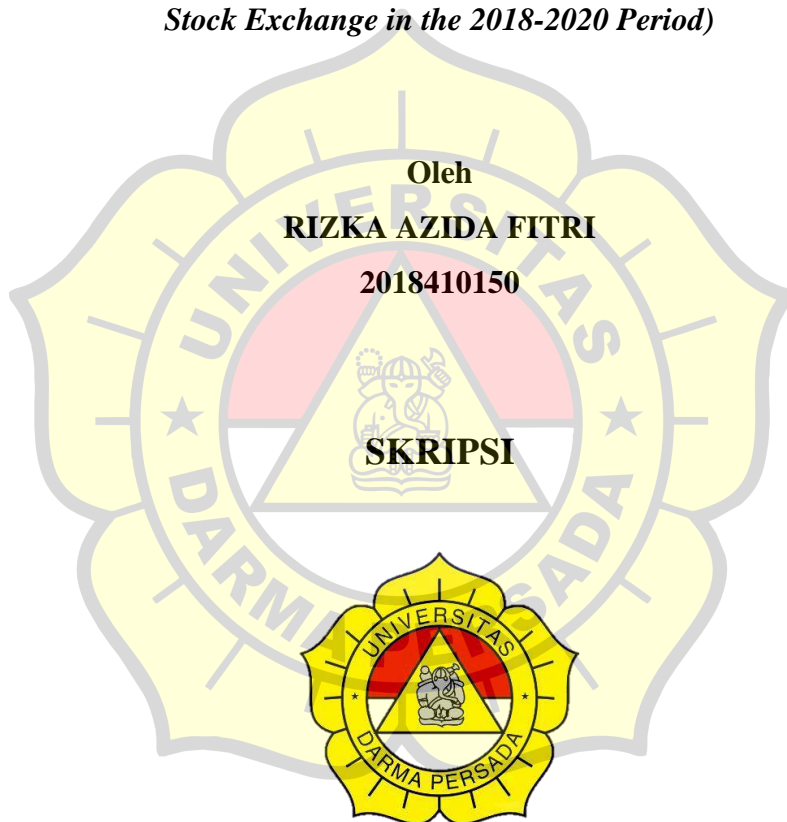 Stock Exchange in the 2018-2020 Period)
Oleh
RIZKA AZIDA FITRI
2018410150
SKRIPSI
UNIVERSITAS
DARMA PERSADA
UNIVERSITAS
DARMA PERSADA